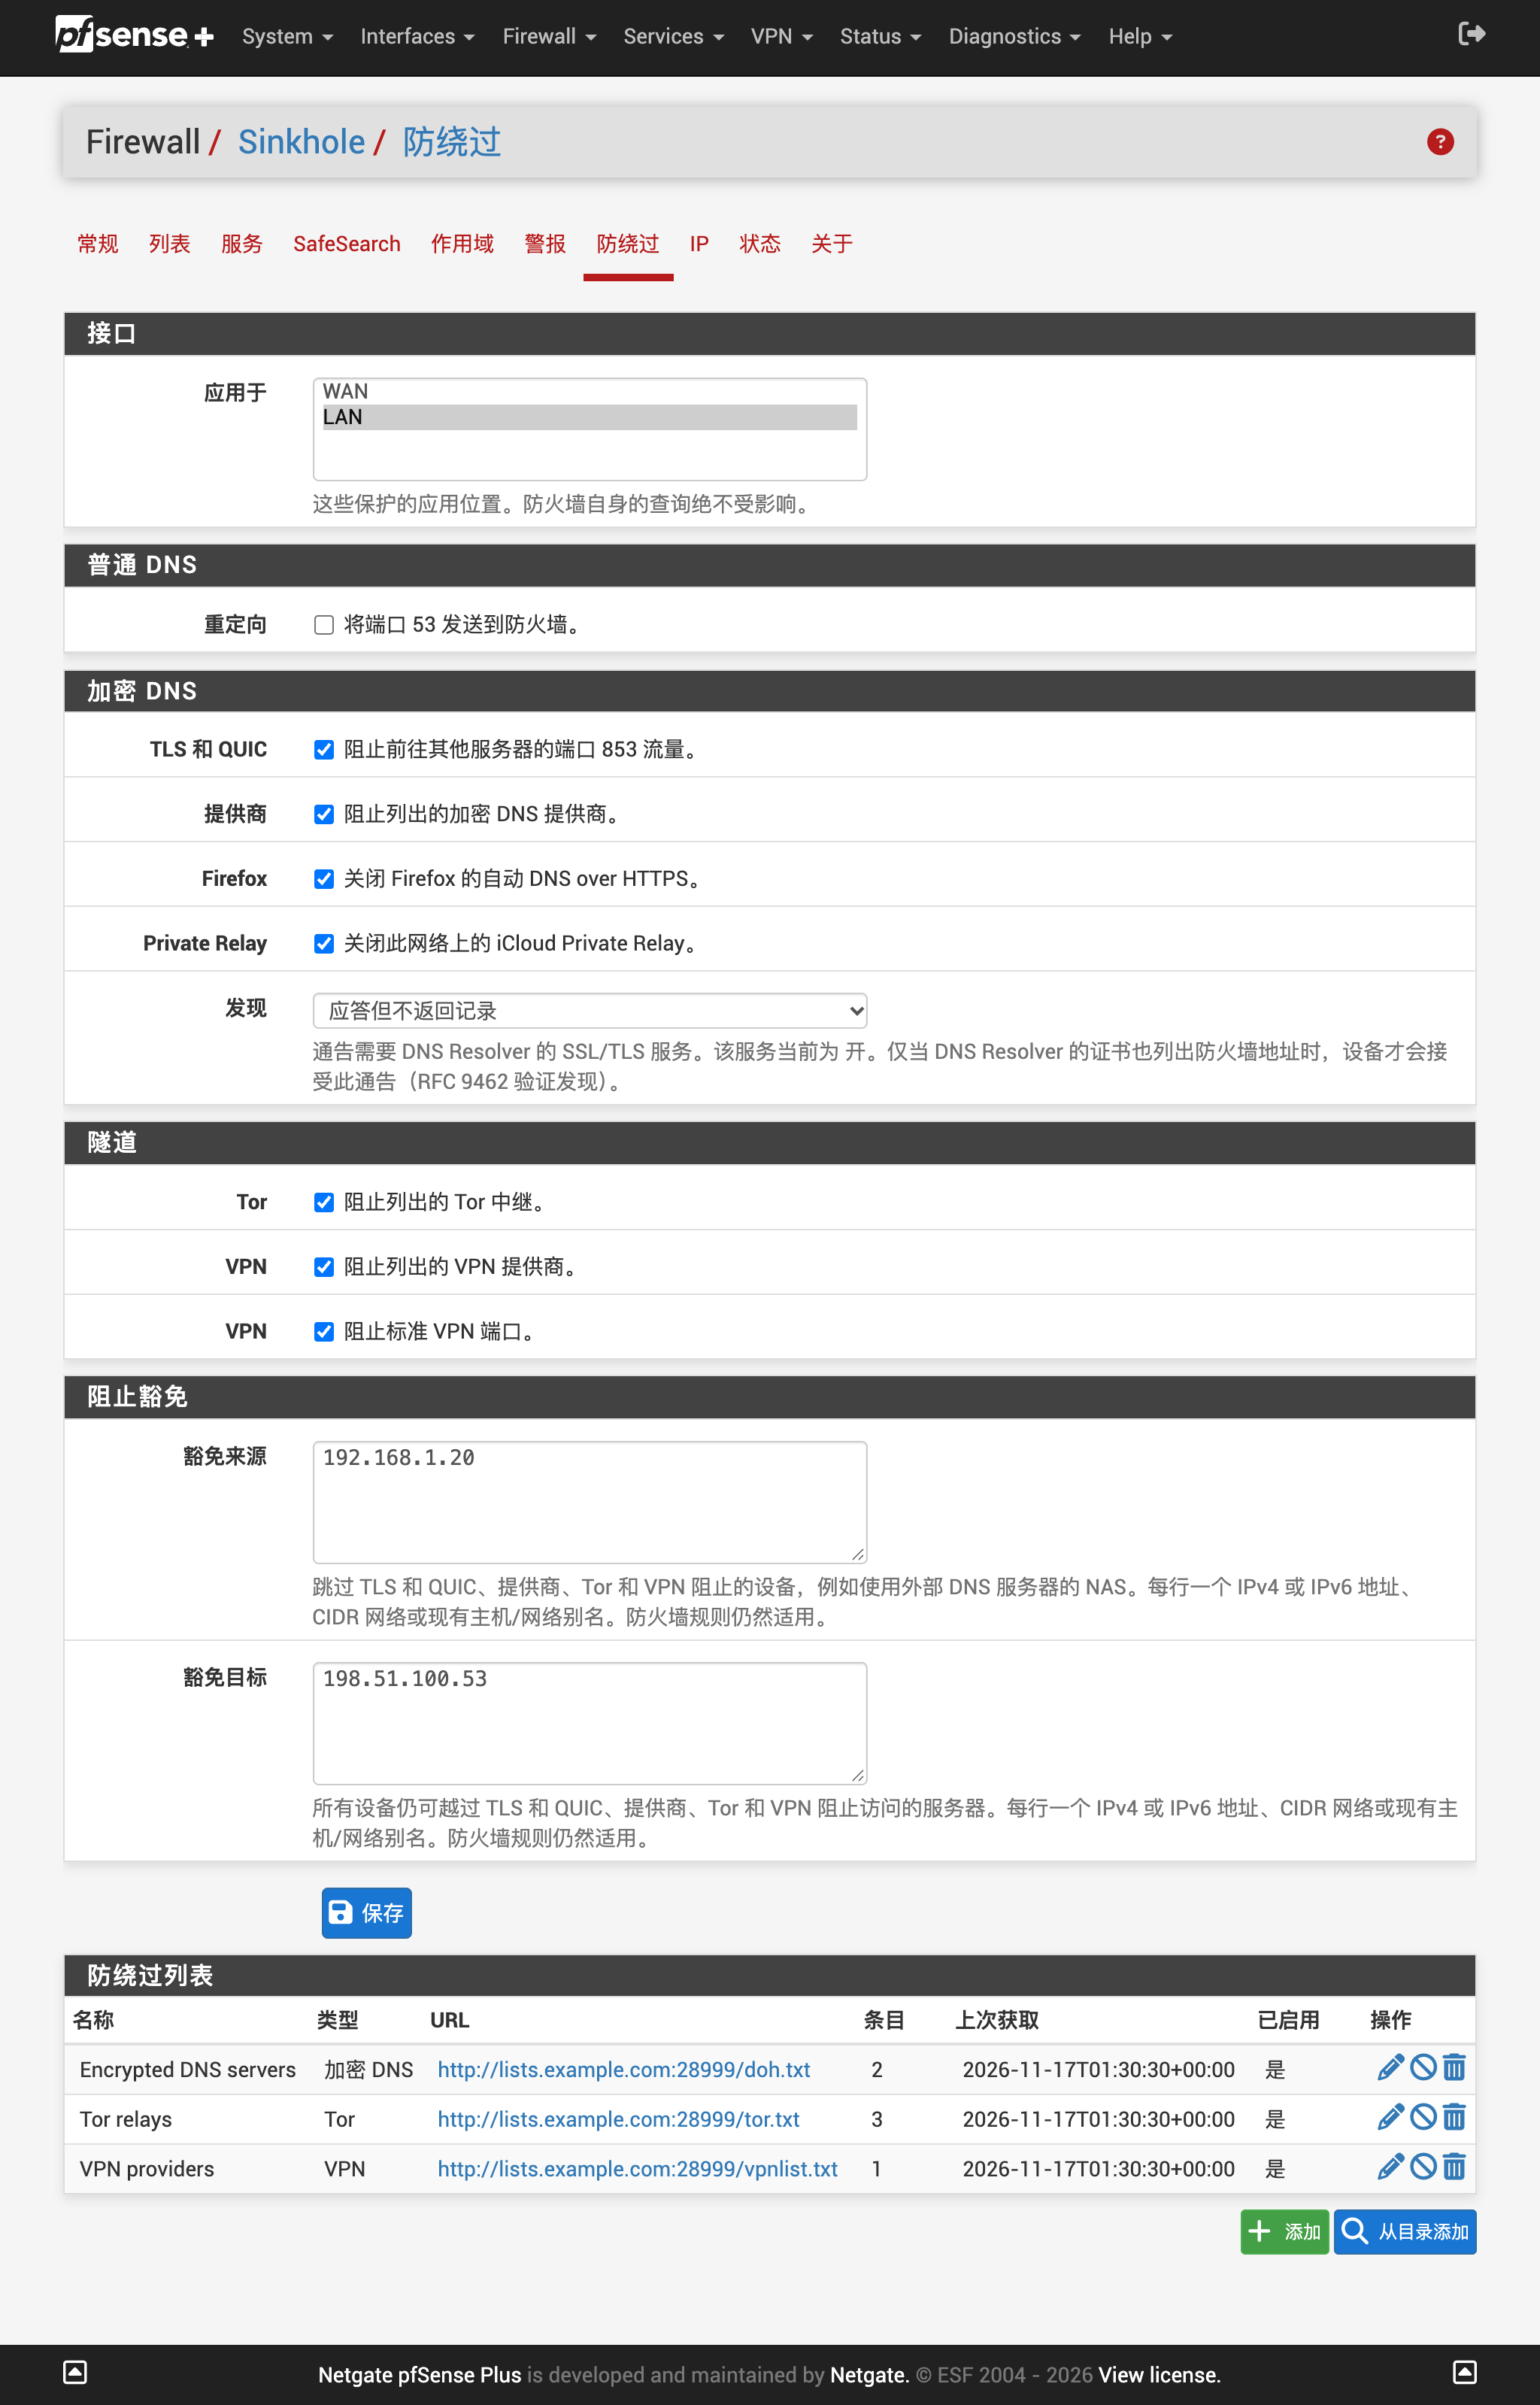 pfsense+ System Interfaces Firewall Services VPN Status Diagnostics Help
Firewall / Sinkhole / 防绕过
?
常规 列表 服务 SafeSearch 作用域 警报 防绕过 IP 状态 关于
接口
应用于
WAN
LAN
这些保护的应用位置。防火墙自身的查询绝不受影响。
普通 DNS
重定向 将端口 53 发送到防火墙。
加密 DNS
TLS 和 QUIC 阻止前往其他服务器的端口 853 流量。
提供商 阻止列出的加密 DNS 提供商。
Firefox 关闭 Firefox 的自动 DNS over HTTPS。
Private Relay 关闭此网络上的 iCloud Private Relay。
发现 应答但不返回记录
通告需要 DNS Resolver 的 SSL/TLS 服务。该服务当前为 开。仅当 DNS Resolver 的证书也列出防火墙地址时，设备才会接
受此通告（RFC 9462 验证发现）。
隧道
Tor 阻止列出的 Tor 中继。
VPN 阻止列出的 VPN 提供商。
VPN 阻止标准 VPN 端口。
阻止豁免
豁免来源 192.168.1.20
跳过 TLS 和 QUIC、提供商、Tor 和 VPN 阻止的设备，例如使用外部 DNS 服务器的 NAS。每行一个 IPv4 或 IPv6 地址、
CIDR 网络或现有主机/网络别名。防火墙规则仍然适用。
豁免目标 198.51.100.53
所有设备仍可越过 TLS 和 QUIC、提供商、Tor 和 VPN 阻止访问的服务器。每行一个 IPv4 或 IPv6 地址、CIDR 网络或现有主
机/网络别名。防火墙规则仍然适用。
保存
防绕过列表
名称 类型 URL 条目 上次获取 已启用 操作
Encrypted DNS servers 加密 DNS http://lists.example.com:28999/doh.txt 2 2026-11-17T01:30:30+00:00 是
Tor relays Tor http://lists.example.com:28999/tor.txt 3 2026-11-17T01:30:30+00:00 是
VPN providers VPN http://lists.example.com:28999/vpnlist.txt 1 2026-11-17T01:30:30+00:00 是
添加 从目录添加
Netgate pfSense Plus is developed and maintained by Netgate. © ESF 2004 - 2026 View license.